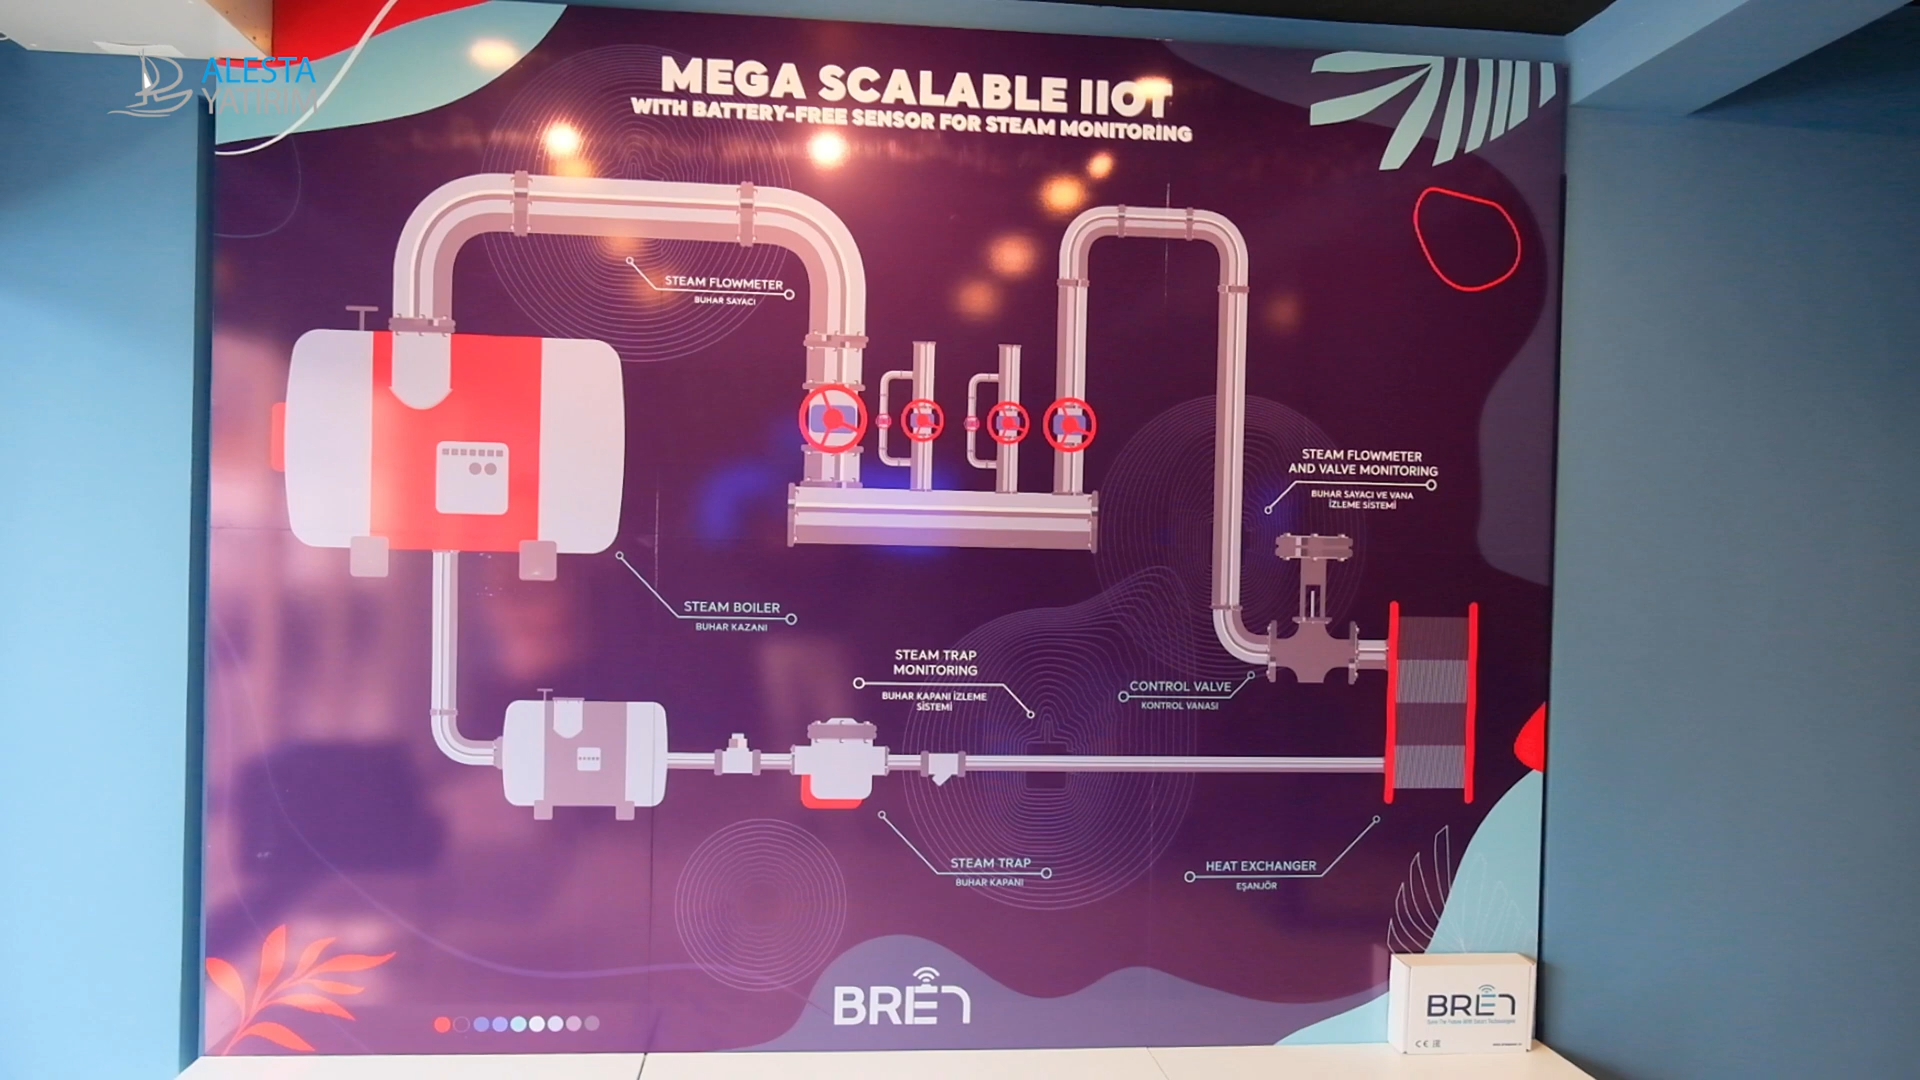 ALESTA
YATIRIM
MEGA SCALABLE IIOT
WITH BATTERY-FREE SENSOR FOR STEAM MONITORING
STEAM FLOWMETER
BUHAR SAYACI
STEAM FLOWMETER
AND VALVE MONITORING
BUHAR SAYACI VE VANA
İZLEME SİSTEMİ
STEAM BOILER
BUHAR KAZANI
STEAM TRAP
MONITORING
BUHAR KAPANI İZLEME
SİSTEMİ
CONTROL VALVE
KONTROL VANASI
STEAM TRAP
BUHAR KAPANI
HEAT EXCHANGER
EŞANJÖR
BREN
BREN
CE